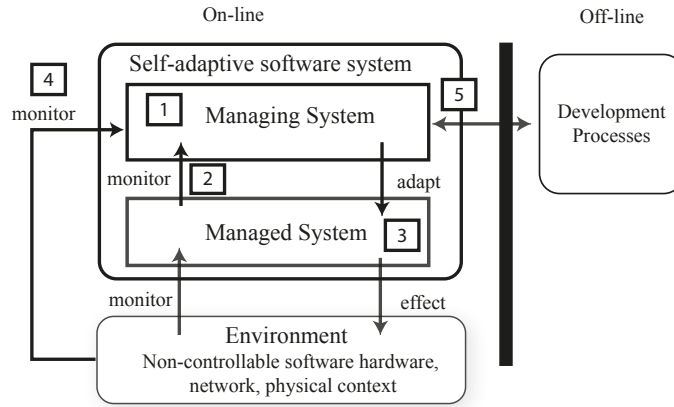 On-line
Off-line
4
monitor
Self-adaptive software system
1
Managing System
5
Development
Processes
monitor
2
adapt
Managed System
3
monitor
effect
Environment
Non-controllable software hardware,
network, physical context